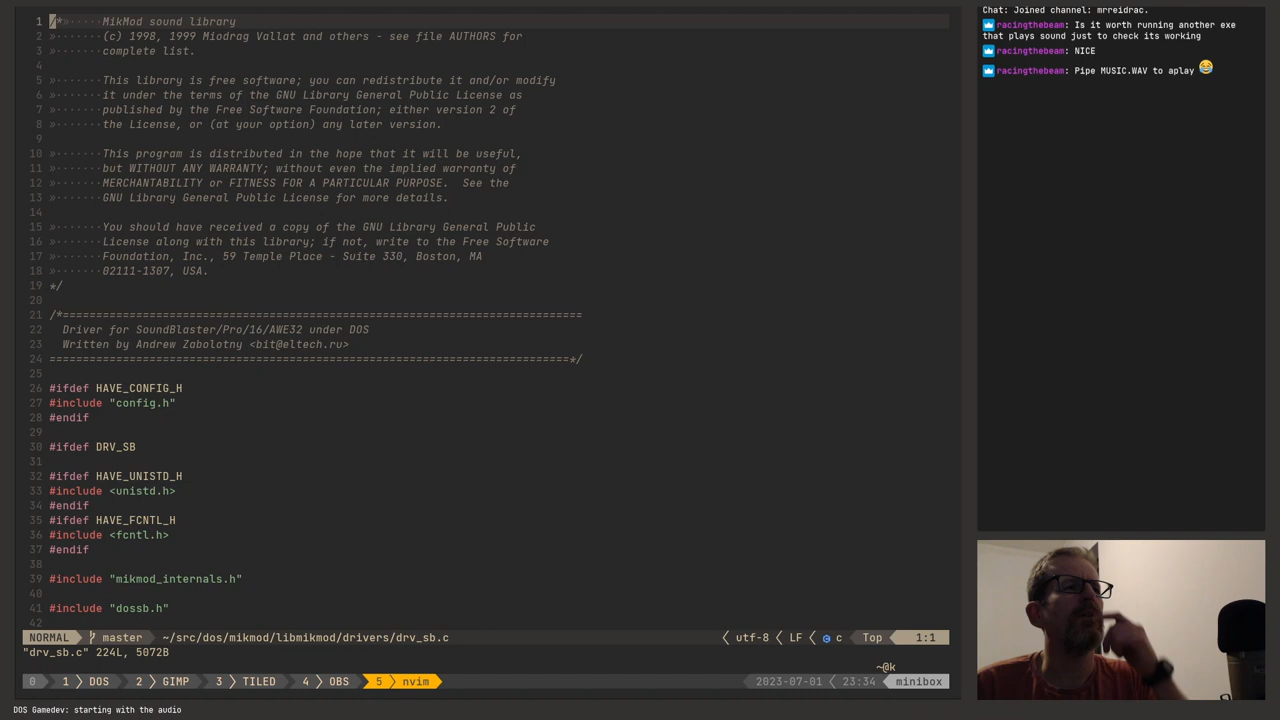 1 /*»·····MikMod sound library
2 »·······(c) 1998, 1999 Miodrag Vallat and others - see file AUTHORS for
3 »·······complete list.
4
5 »·······This library is free software; you can redistribute it and/or modify
6 »·······it under the terms of the GNU Library General Public License as
7 »·······published by the Free Software Foundation; either version 2 of
8 »·······the License, or (at your option) any later version.
9
10 »·······This program is distributed in the hope that it will be useful,
11 »·······but WITHOUT ANY WARRANTY; without even the implied warranty of
12 »·······MERCHANTABILITY or FITNESS FOR A PARTICULAR PURPOSE.  See the
13 »·······GNU Library General Public License for more details.
14
15 »·······You should have received a copy of the GNU Library General Public
16 »·······License along with this library; if not, write to the Free Software
17 »·······Foundation, Inc., 59 Temple Place - Suite 330, Boston, MA
18 »·······02111-1307, USA.
19 */
20
21 /*==============================================================================
22   Driver for SoundBlaster/Pro/16/AWE32 under DOS
23   Written by Andrew Zabolotny <bit@eltech.ru>
24 ==============================================================================*/
25
26 #ifdef HAVE_CONFIG_H
27 #include "config.h"
28 #endif
29
30 #ifdef DRV_SB
31
32 #ifdef HAVE_UNISTD_H
33 #include <unistd.h>
34 #endif
35 #ifdef HAVE_FCNTL_H
36 #include <fcntl.h>
37 #endif
38
39 #include "mikmod_internals.h"
40
41 #include "dossb.h"
42
NORMAL master ~/src/dos/mikmod/libmikmod/drivers/drv_sb.c utf-8 LF c Top 1:1
"drv_sb.c" 224L, 5072B
~@k
0 1 DOS 2 GIMP 3 TILED 4 OBS 5 nvim 2023-07-01 23:34 minibox
DOS Gamedev: starting with the audio
Chat: Joined channel: mrreidrac.
racingthebeam: Is it worth running another exe
that plays sound just to check its working
racingthebeam: NICE
racingthebeam: Pipe MUSIC.WAV to aplay 😂